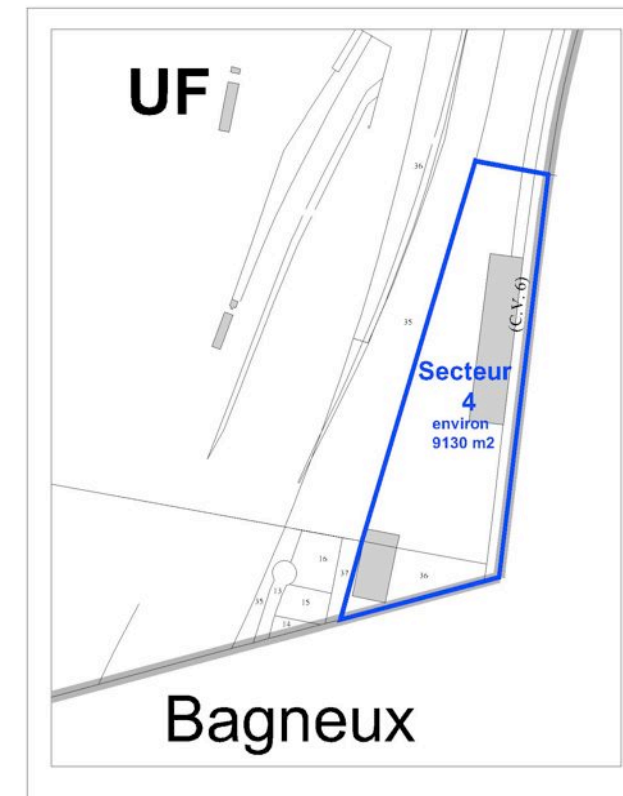 UF
36
35
(C.V. 6)
Secteur
4
environ
9130 m2
16
37
36
13
35
15
14
Bagneux